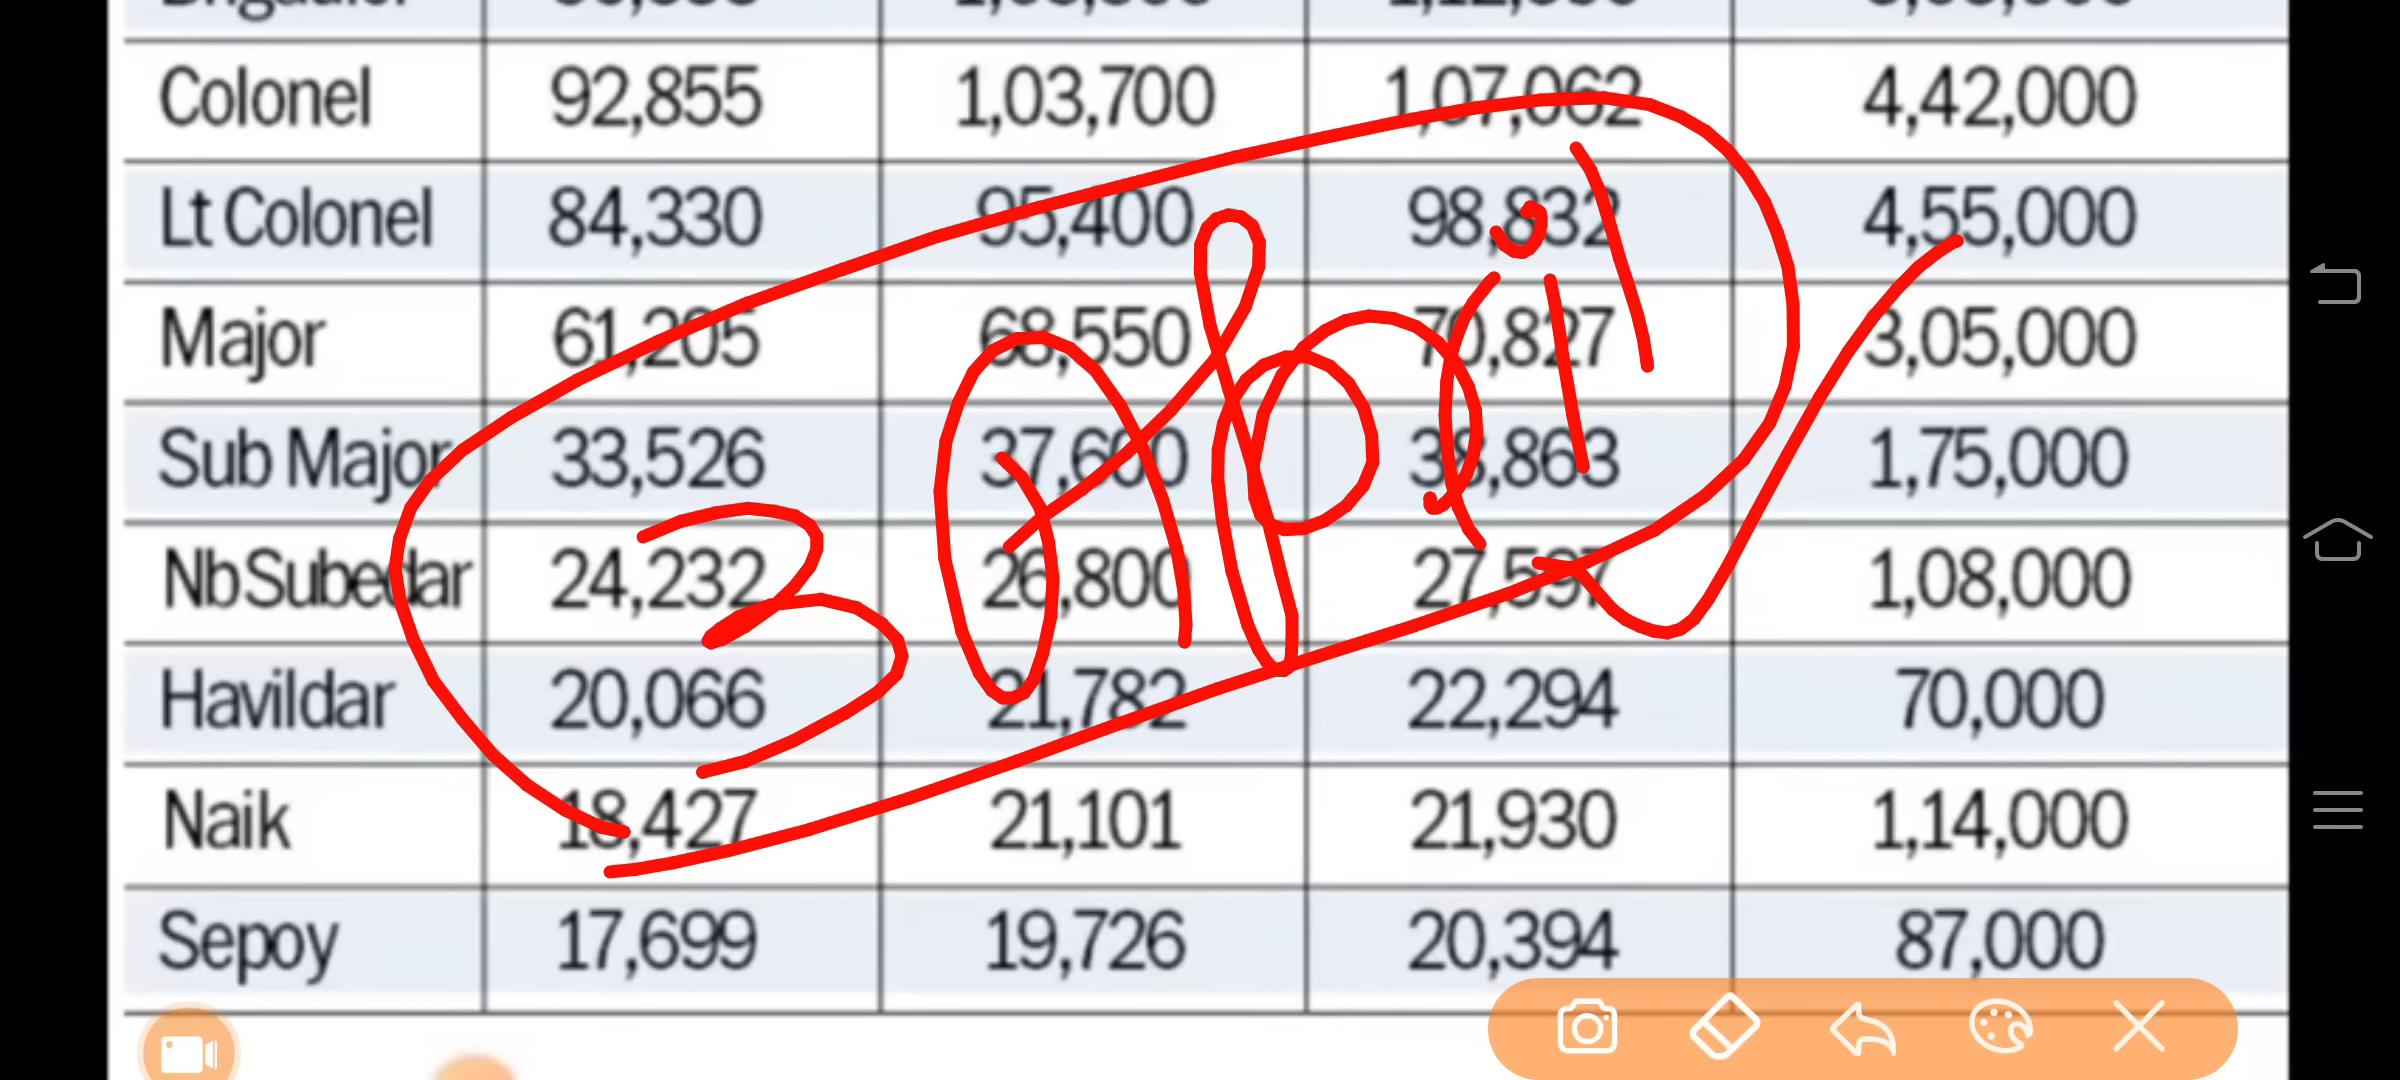 Colonel 92,855 1,03,700 1,07,062 4,42,000
Lt Colonel 84,330 95,400 98,832 4,55,000
Major 61,205 68,550 70,827 3,05,000
Sub Major 33,526 37,600 38,863 1,75,000
Nb Subedar 24,232 26,800 27,597 1,08,000
Havildar 20,066 21,782 22,294 70,000
Naik 18,427 21,101 21,930 1,14,000
Sepoy 17,699 19,726 20,394 87,000
3 April